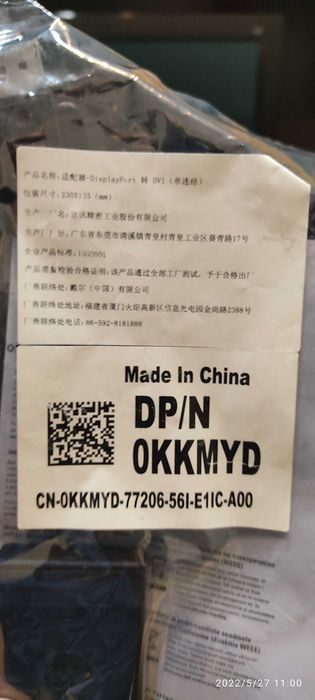 产品名称:适配器-DisplayPort 转 DVI (单连结)
包装尺寸:230X135 (mm)
生产厂厂名:立讯精密工业股份有限公司
生产厂厂址:广东省东莞市清溪镇青皇村青皇工业区葵青路17号
企业产品标准:ISO9001
产品质量检验合格证明:该产品通过全部工厂测试,予于合格出厂
厂商联络处:戴尔(中国)有限公司
厂商联络处地址:福建省厦门火炬高新区信息光电园金尚路2388号
厂商联络处电话:86-592-8181888
Made In China
DP/N
0KKMYD
CN-0KKMYD-77206-56I-E1IC-A00
(WEEE)
(direktiv WEEE)
2022/5/27 11:00